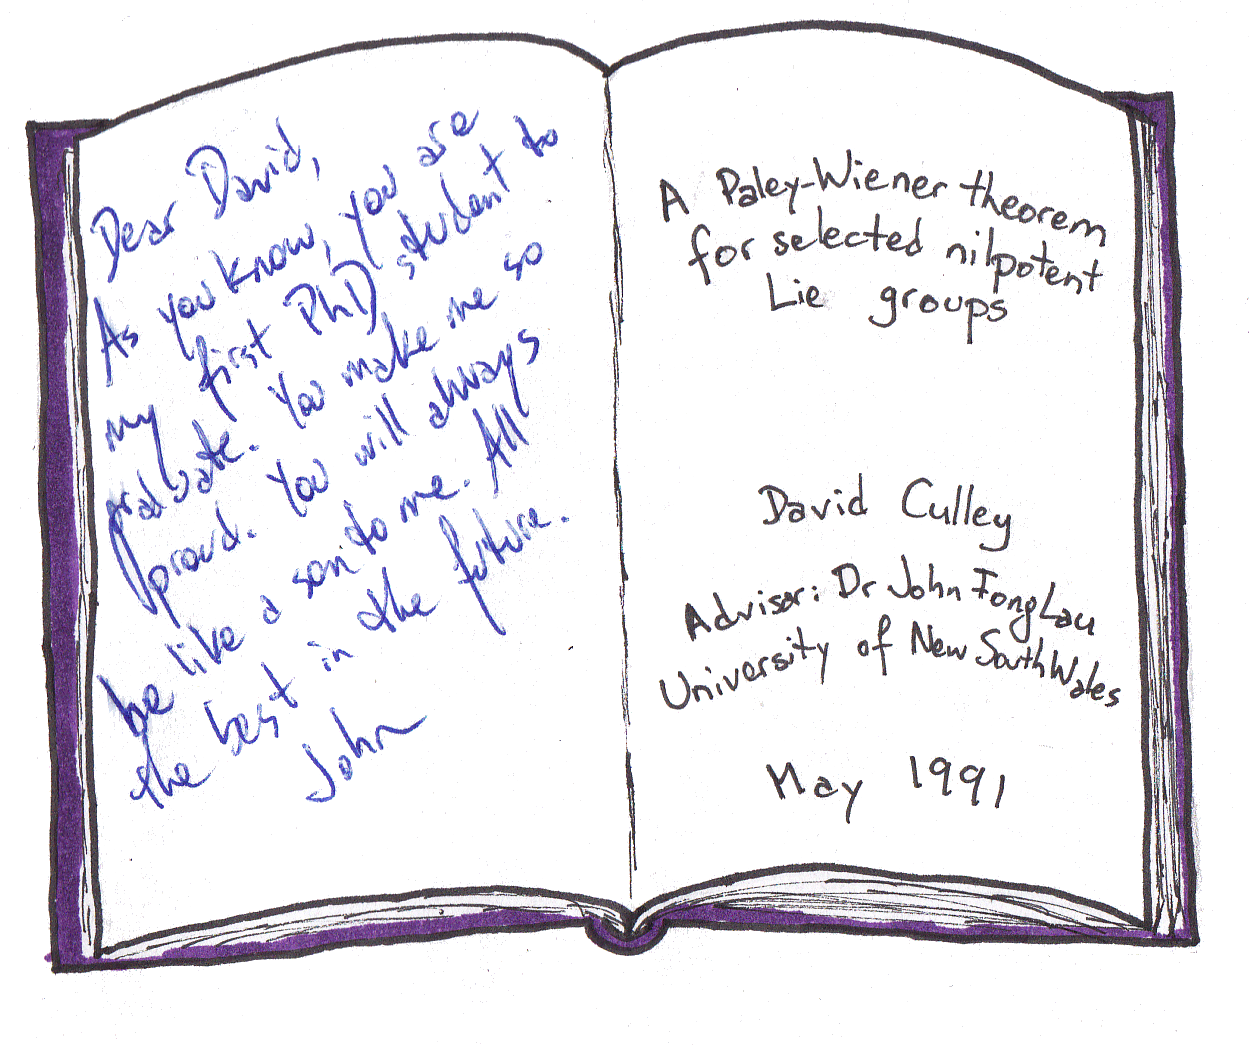 Dear David,
As you know, you are
my first PhD student to
graduate. You make me so
proud. You will always
be like a son to me. All
the best in the future.
John
A Paley-Wiener theorem
for selected nilpotent
Lie groups
David Culley
Advisor: Dr John Fong Lau
University of New South Wales
May 1991